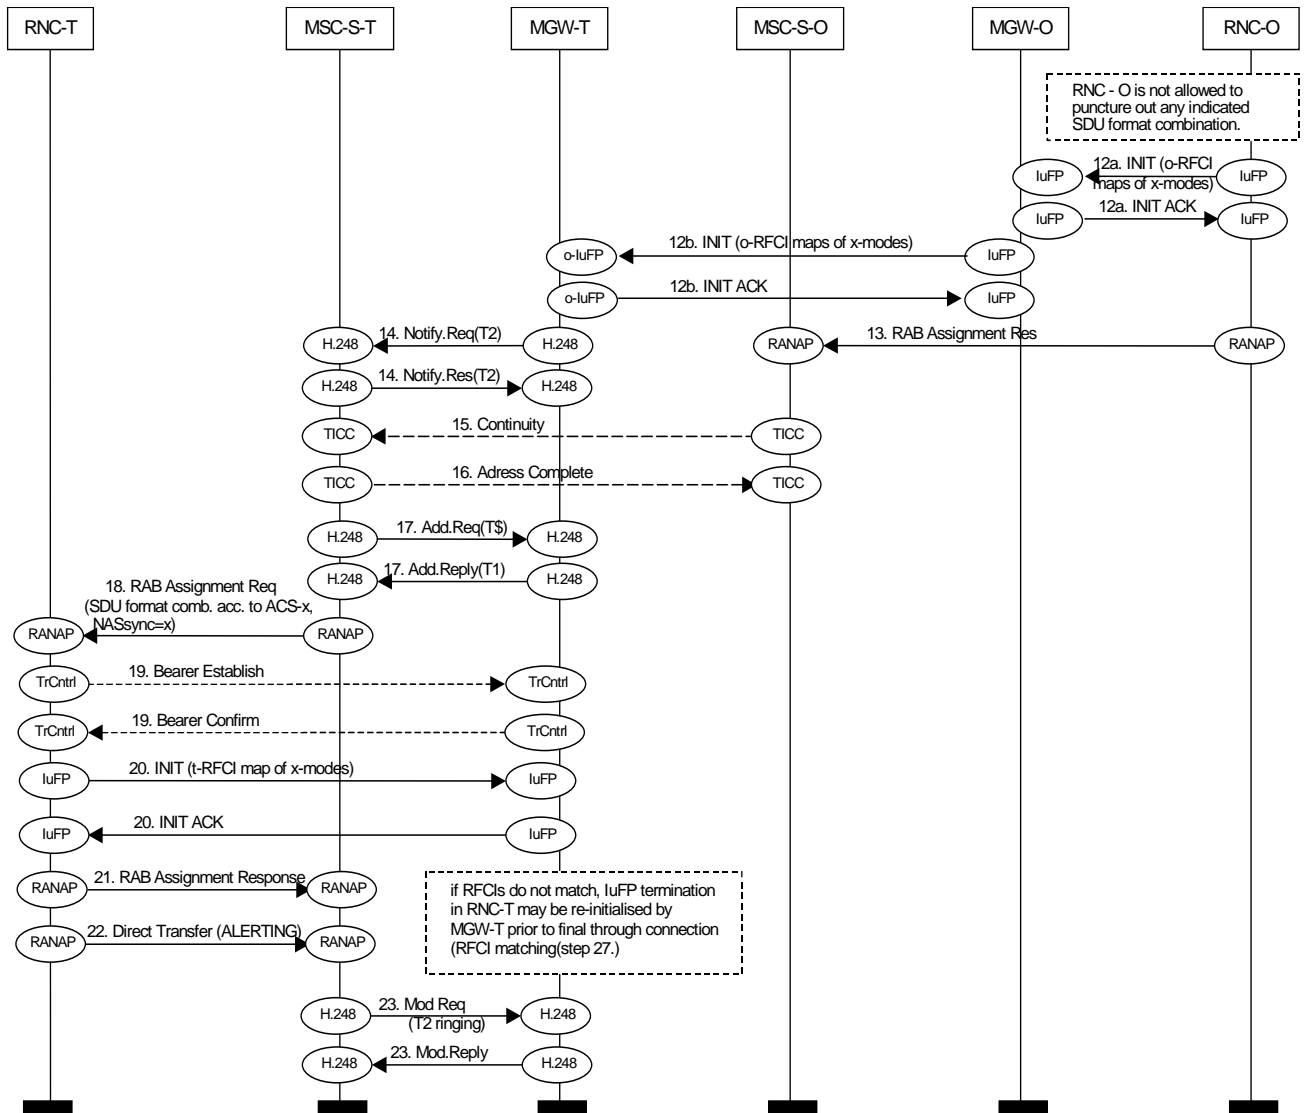 RNC-T
MSC-S-T
MGW-T
MSC-S-O
MGW-O
RNC-O
RNC - O is not allowed to
puncture out any indicated
SDU format combination.
IuFP
12a. INIT (o-RFCI
maps of x-modes)
IuFP
IuFP
12a. INIT ACK
IuFP
o-IuFP
12b. INIT (o-RFCI maps of x-modes)
IuFP
o-IuFP
12b. INIT ACK
IuFP
H.248
14. Notify.Req(T2)
H.248
RANAP
13. RAB Assignment Res
RANAP
H.248
14. Notify.Res(T2)
H.248
TICC
15. Continuity
TICC
TICC
16. Adress Complete
TICC
H.248
17. Add.Req(T$)
H.248
H.248
17. Add.Reply(T1)
H.248
18. RAB Assignment Req
(SDU format comb. acc. to ACS-x,
NASsync=x)
RANAP
RANAP
TrCntrl
19. Bearer Establish
TrCntrl
TrCntrl
19. Bearer Confirm
TrCntrl
IuFP
20. INIT (t-RFCI map of x-modes)
IuFP
IuFP
20. INIT ACK
IuFP
RANAP
21. RAB Assignment Response
RANAP
if RFCIs do not match, IuFP termination
in RNC-T may be re-initialised by
MGW-T prior to final through connection
(RFCI matching(step 27.)
RANAP
22. Direct Transfer (ALERTING)
RANAP
H.248
23. Mod Req
(T2 ringing)
H.248
H.248
23. Mod.Reply
H.248